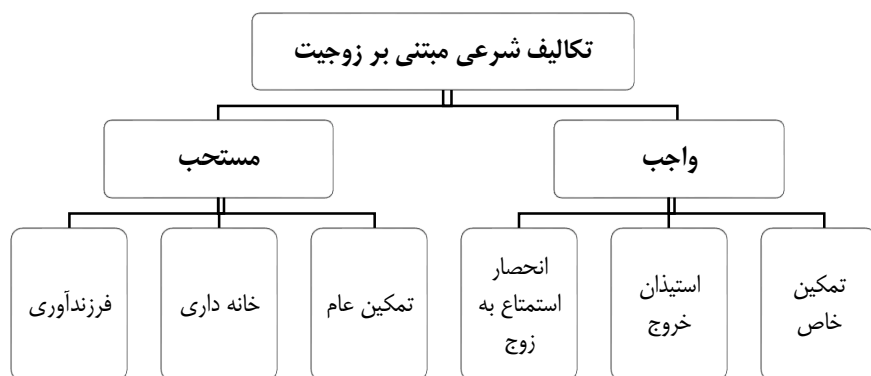 تکالیف شرعی مبتنی بر زوجیت
واجب
مستحب
تمکین
خاص
استیذان
خروج
انحصار
استمتاع به
زوج
تمکین عام
خانه داری
فرزندآوری